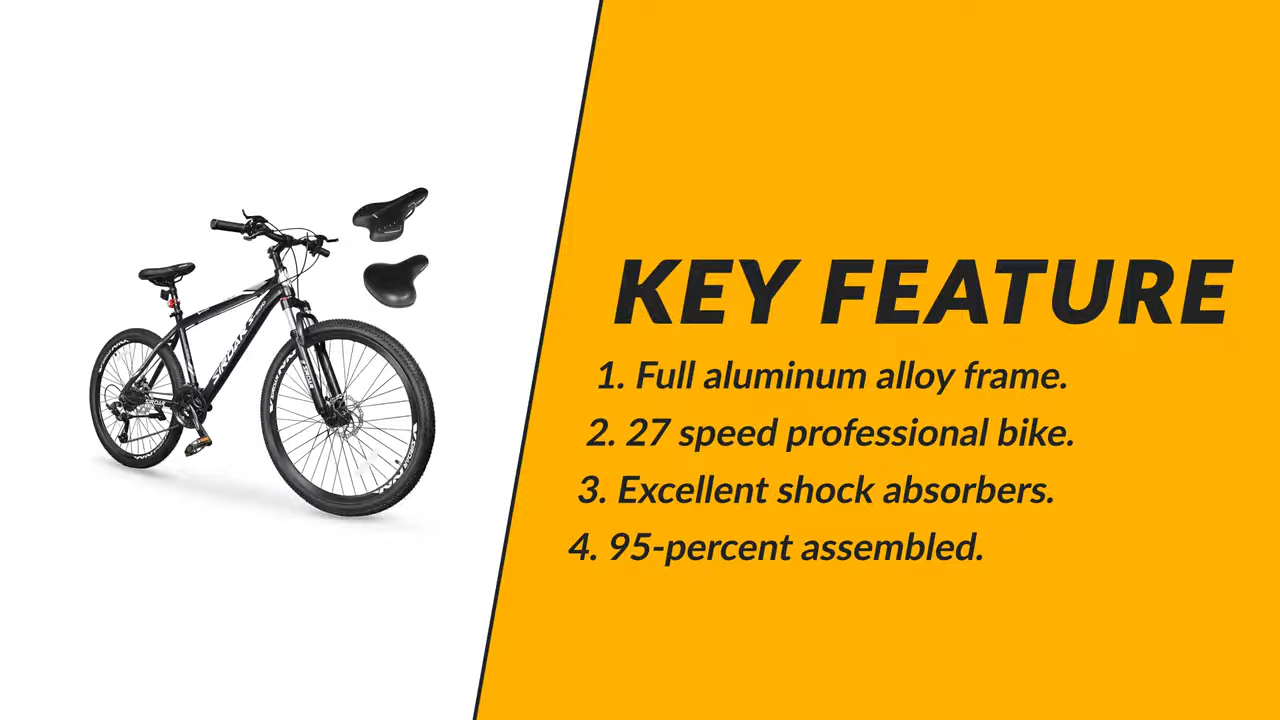 KEY FEATURE
1. Full aluminum alloy frame.
2. 27 speed professional bike.
3. Excellent shock absorbers.
4. 95-percent assembled.